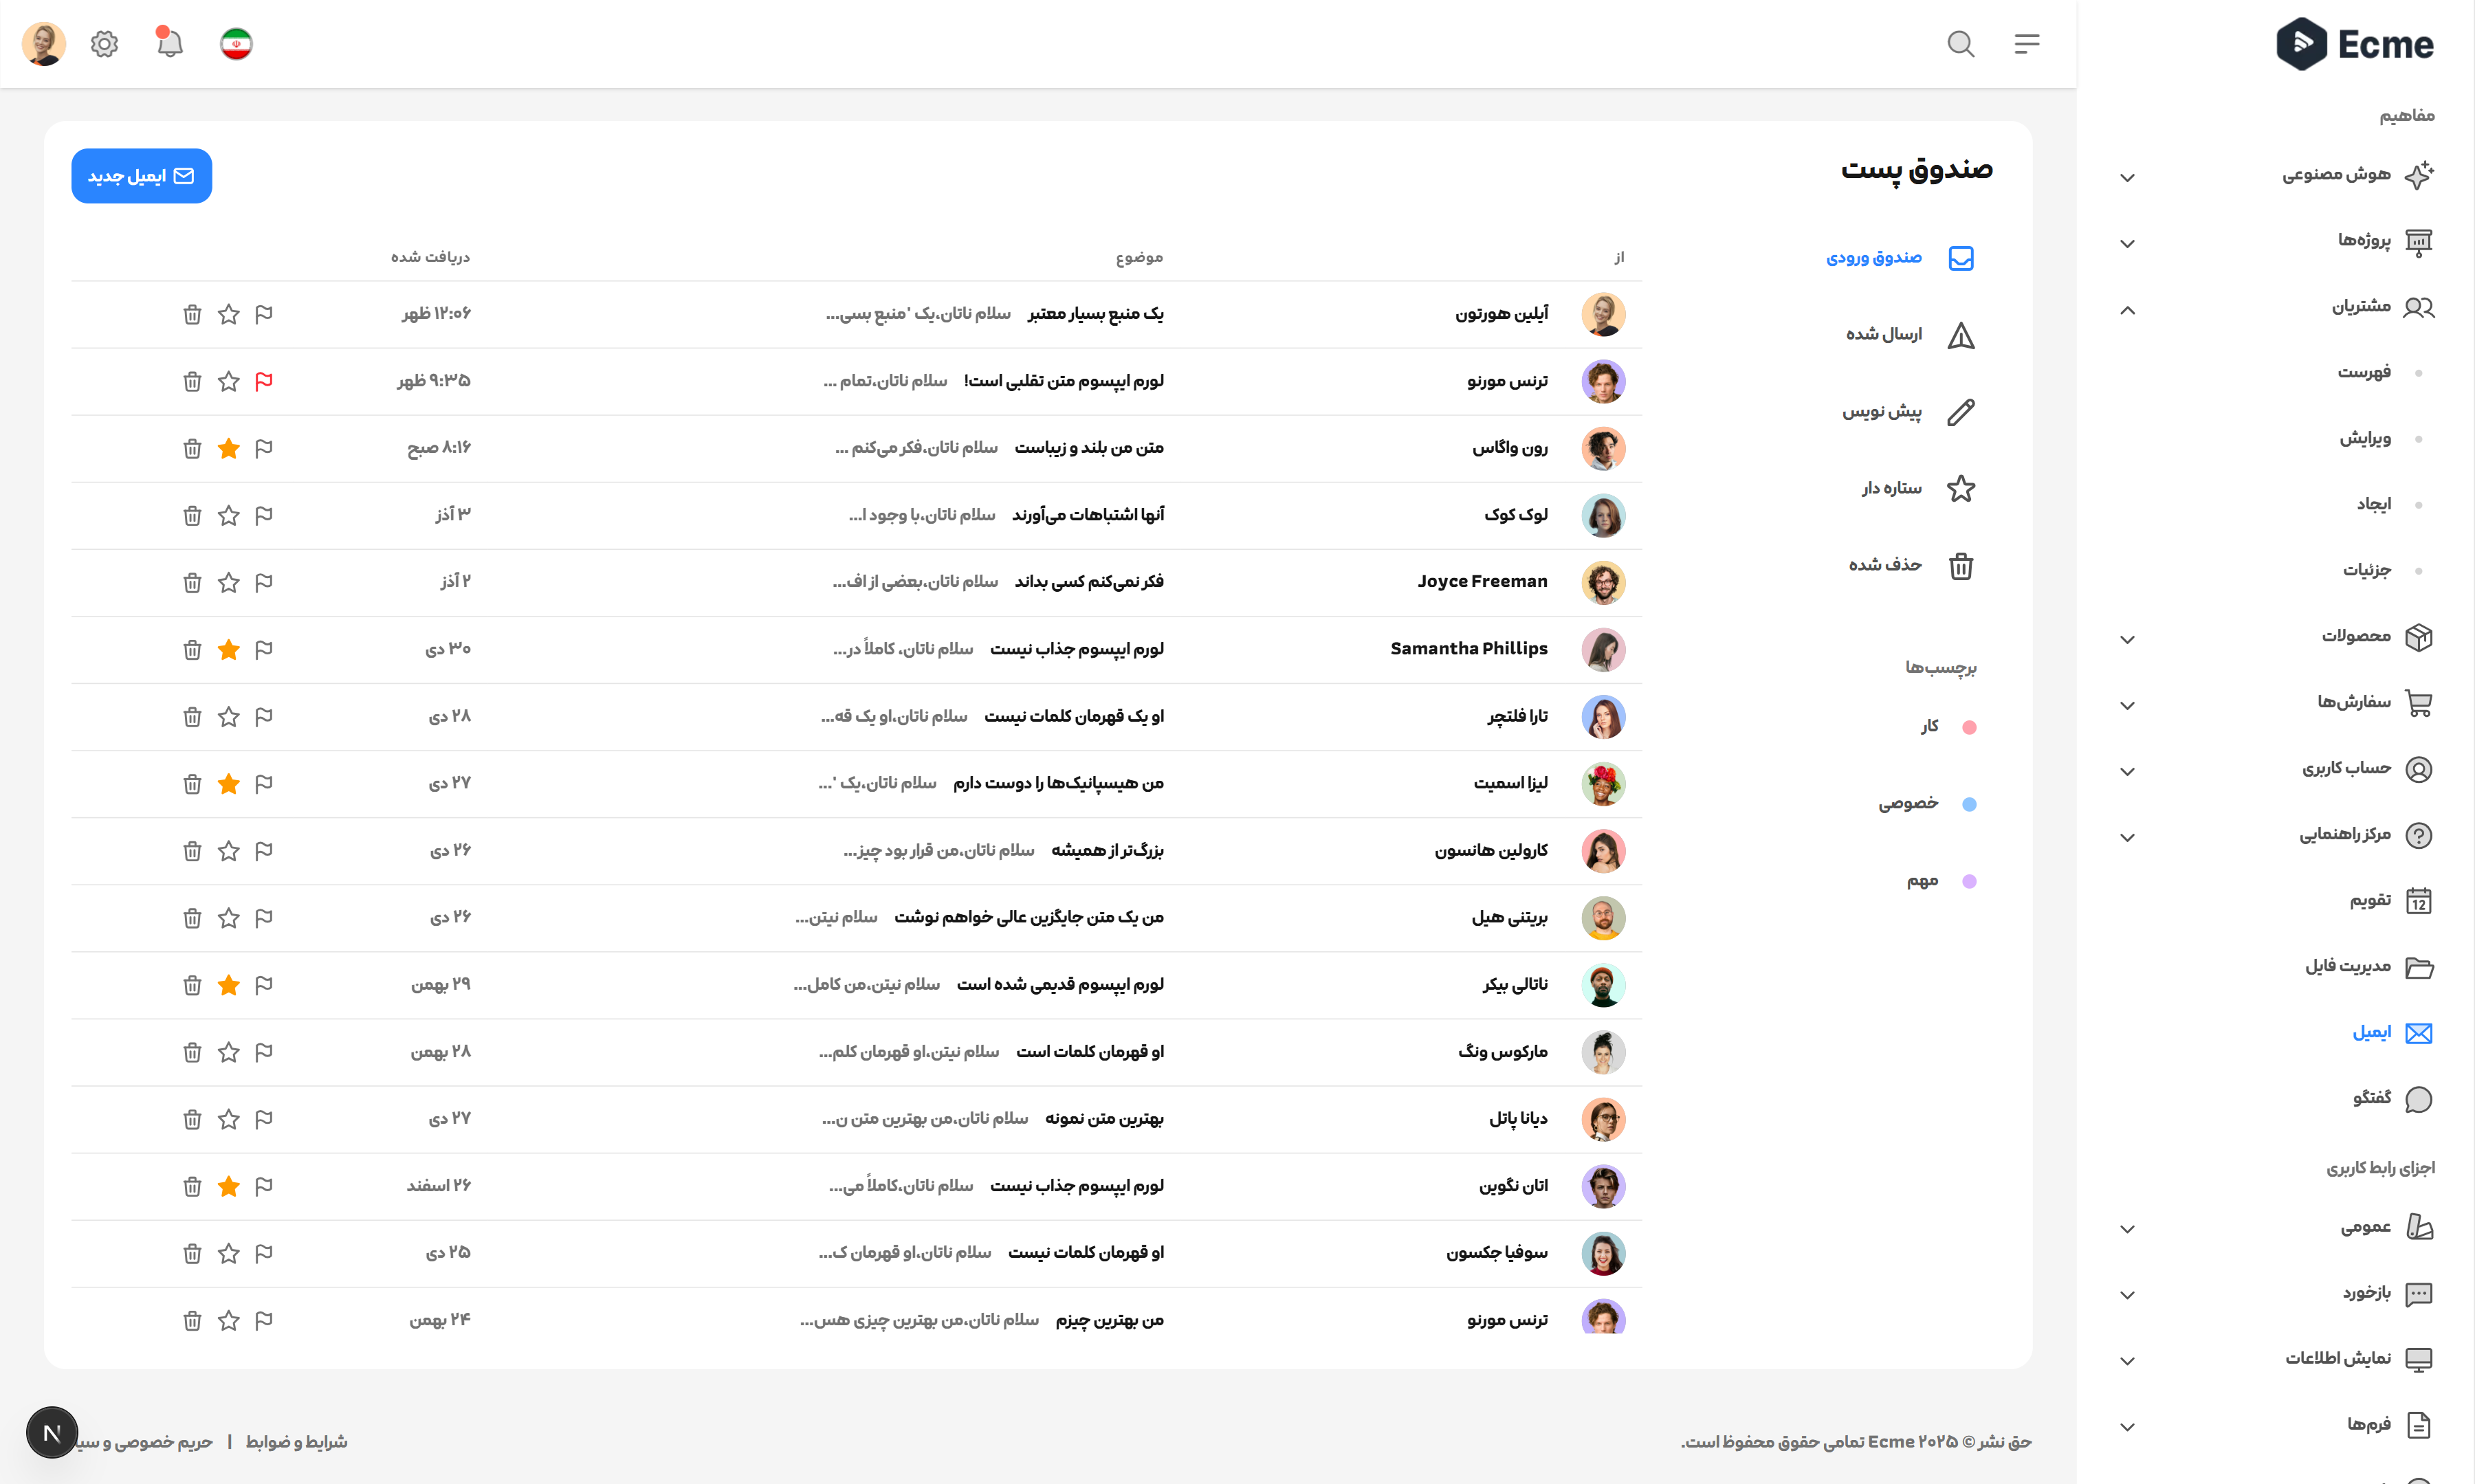 Ecme
مفاهیم
هوش مصنوعی
پروژه‌ها
مشتریان
فهرست
ویرایش
ایجاد
جزئیات
محصولات
سفارش‌ها
حساب کاربری
مرکز راهنمایی
12 تقویم
مدیریت فایل
ایمیل
گفتگو
اجزای رابط کاربری
عمومی
بازخورد
نمایش اطلاعات
فرم‌ها
صندوق پست
صندوق ورودی
ارسال شده
پیش نویس
ستاره دار
حذف شده
برچسب‌ها
کار
خصوصی
مهم
ایمیل جدید
از موضوع دریافت شده
آیلین هورتون یک منبع بسیار معتبر سلام ناتان،یک 'منبع بسی... ۱۲:۰۶ ظهر
ترنس مورنو لورم ایپسوم متن تقلبی است! سلام ناتان،تمام ... ۹:۳۵ ظهر
رون واگاس متن من بلند و زیباست سلام ناتان،فکر می‌کنم ... ۸:۱۶ صبح
لوک کوک آنها اشتباهات می‌آورند سلام ناتان،با وجود ا... ۳ آذز
Joyce Freeman فکر نمی‌کنم کسی بداند سلام ناتان،بعضی از اف... ۲ آذز
Samantha Phillips لورم ایپسوم جذاب نیست سلام ناتان، کاملاً در... ۳۰ دی
تارا فلتچر او یک قهرمان کلمات نیست سلام ناتان،او یک قه... ۲۸ دی
لیزا اسمیت من هیسپانیک‌ها را دوست دارم سلام ناتان،یک '... ۲۷ دی
کارولین هانسون بزرگ‌تر از همیشه سلام ناتان،من قرار بود چیز... ۲۶ دی
بریتنی هیل من یک متن جایگزین عالی خواهم نوشت سلام نیتن... ۲۶ دی
ناتالی بیکر لورم ایپسوم قدیمی شده است سلام نیتن،من کامل... ۲۹ بهمن
مارکوس ونگ او قهرمان کلمات است سلام نیتن،او قهرمان کلم... ۲۸ بهمن
دیانا پاتل بهترین متن نمونه سلام ناتان،من بهترین متن ن... ۲۷ دی
اتان نگوین لورم ایپسوم جذاب نیست سلام ناتان،کاملاً می... ۲۶ اسفند
سوفیا جکسون او قهرمان کلمات نیست سلام ناتان،او قهرمان ک... ۲۵ دی
ترنس مورنو من بهترین چیزم سلام ناتان،من بهترین چیزی هس... ۲۴ بهمن
حق نشر © ۲۰۲۵ Ecme تمامی حقوق محفوظ است.
شرایط و ضوابط | حریم خصوصی و
N